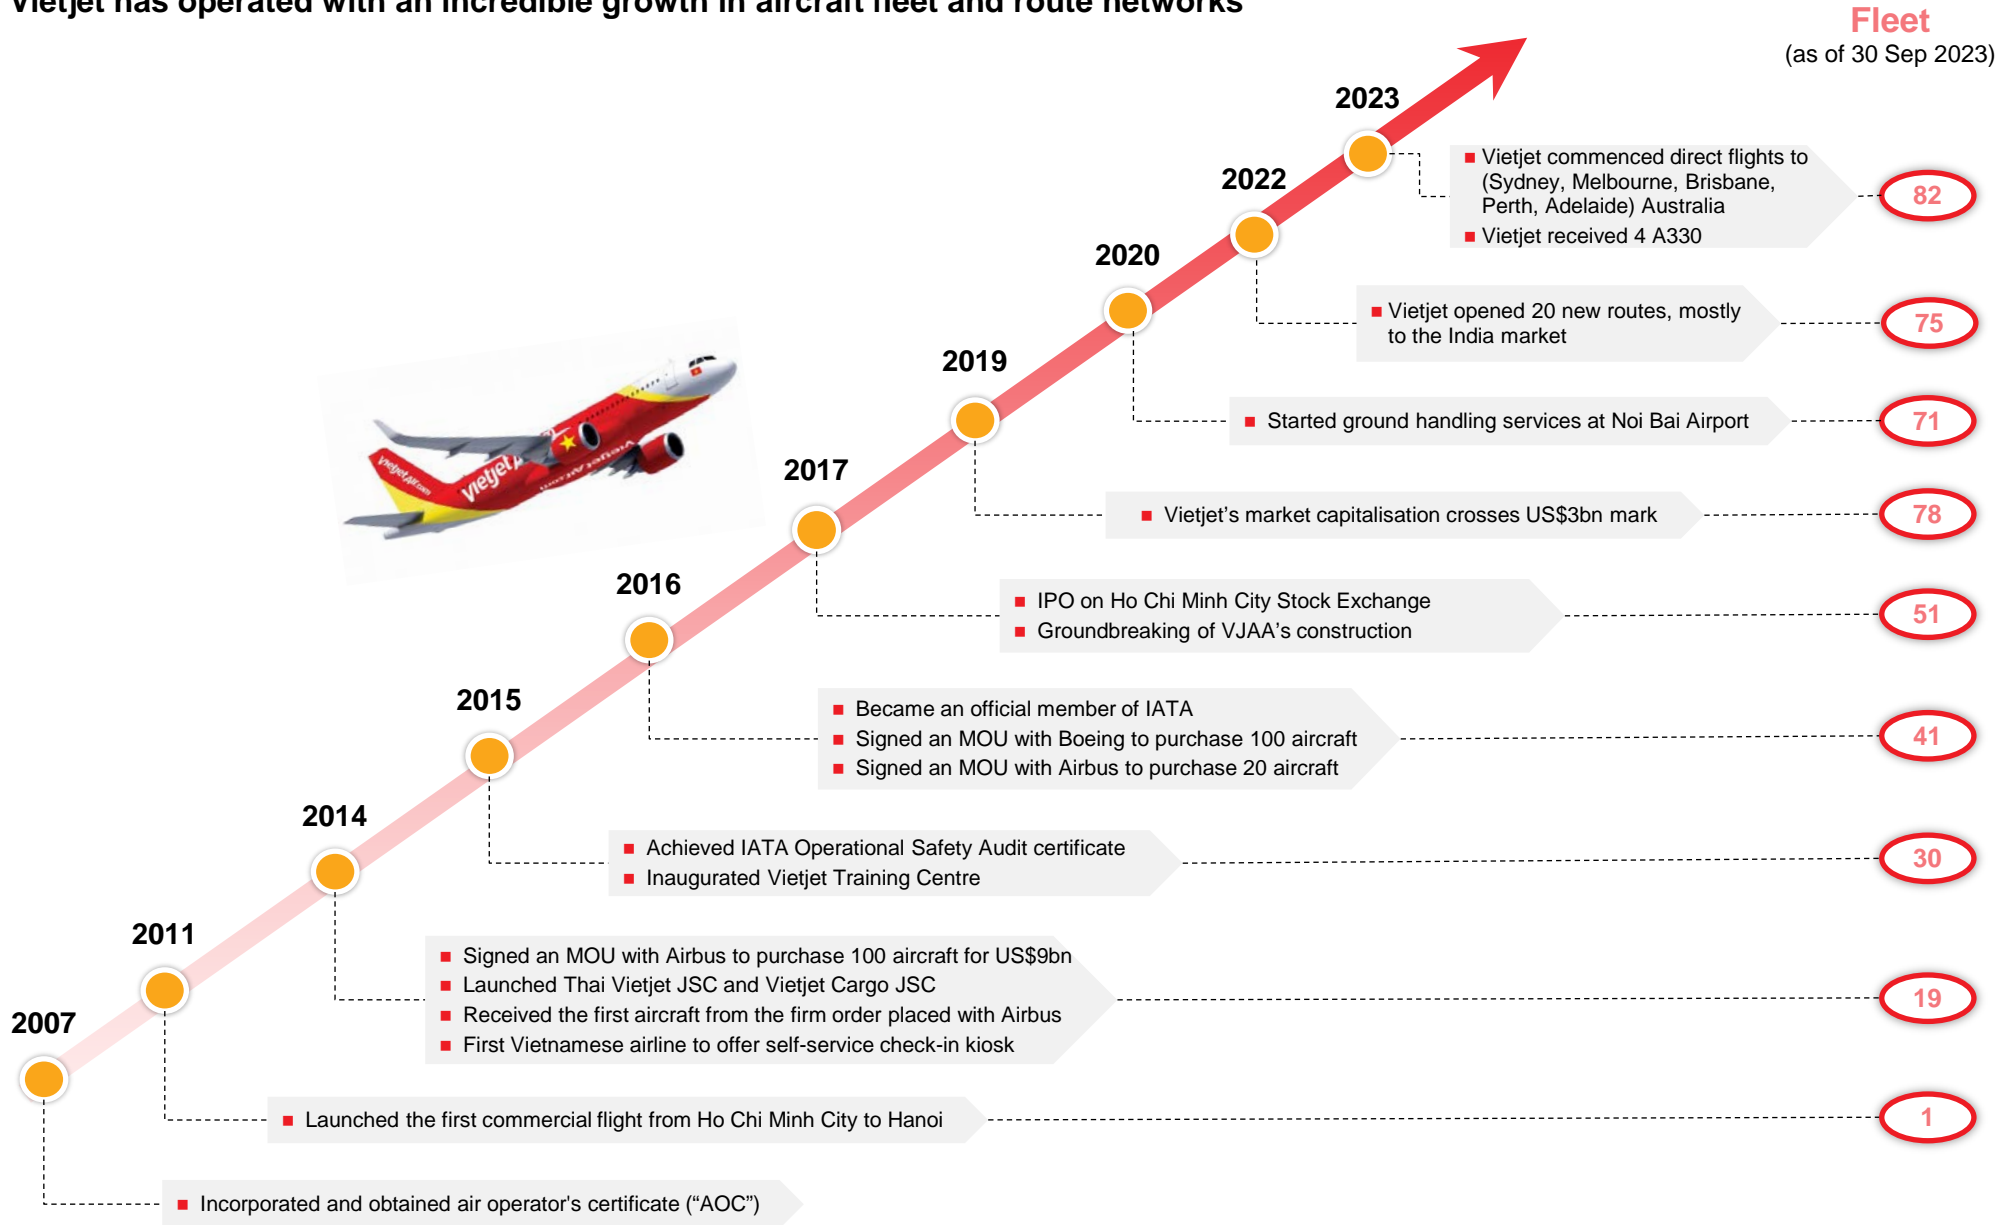 Vietjet has operated with an incredible growth in aircraft fleet and route networks
Fleet
(as of 30 Sep 2023)
2023
Vietjet commenced direct flights to
(Sydney, Melbourne, Brisbane,
Perth, Adelaide) Australia
Vietjet received 4 A330
82
2022
Vietjet opened 20 new routes, mostly
to the India market
75
2020
Started ground handling services at Noi Bai Airport
71
2019
Vietjet's market capitalisation crosses US$3bn mark
78
2017
IPO on Ho Chi Minh City Stock Exchange
Groundbreaking of VJAA's construction
51
2016
Became an official member of IATA
Signed an MOU with Boeing to purchase 100 aircraft
Signed an MOU with Airbus to purchase 20 aircraft
41
2015
Achieved IATA Operational Safety Audit certificate
Inaugurated Vietjet Training Centre
30
2014
Signed an MOU with Airbus to purchase 100 aircraft for US$9bn
Launched Thai Vietjet JSC and Vietjet Cargo JSC
Received the first aircraft from the firm order placed with Airbus
First Vietnamese airline to offer self-service check-in kiosk
19
2011
Launched the first commercial flight from Ho Chi Minh City to Hanoi
1
2007
Incorporated and obtained air operator's certificate (“AOC”)
vietjetAir.com